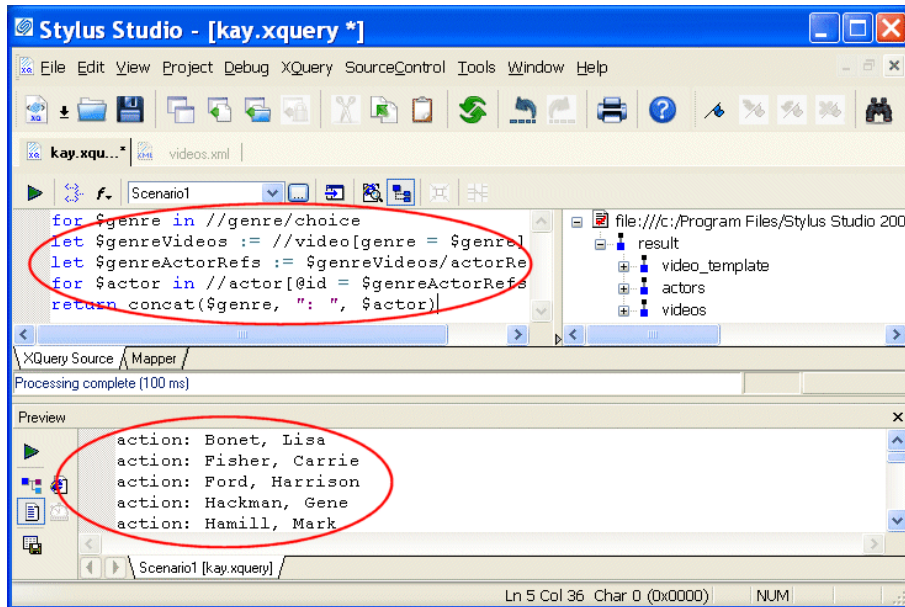 Stylus Studio - [kay.xquery *]
File Edit View Project Debug XQuery SourceControl Tools Window Help
kay.xqu...* videos.xml
Scenario1
for $genre in //genre/choice
let $genreVideos := //video[genre = $genre]
let $genreActorRefs := $genreVideos/actorRe
for $actor in //actor[@id = $genreActorRefs
return concat($genre, ": ", $actor)
file:///c:/Program Files/Stylus Studio 200
result
video_template
actors
videos
XQuery Source Mapper
Processing complete (100 ms)
Preview
action: Bonet, Lisa
action: Fisher, Carrie
action: Ford, Harrison
action: Hackman, Gene
action: Hamill, Mark
Scenario1 [kay.xquery]
Ln 5 Col 36 Char 0 (0x0000) NUM